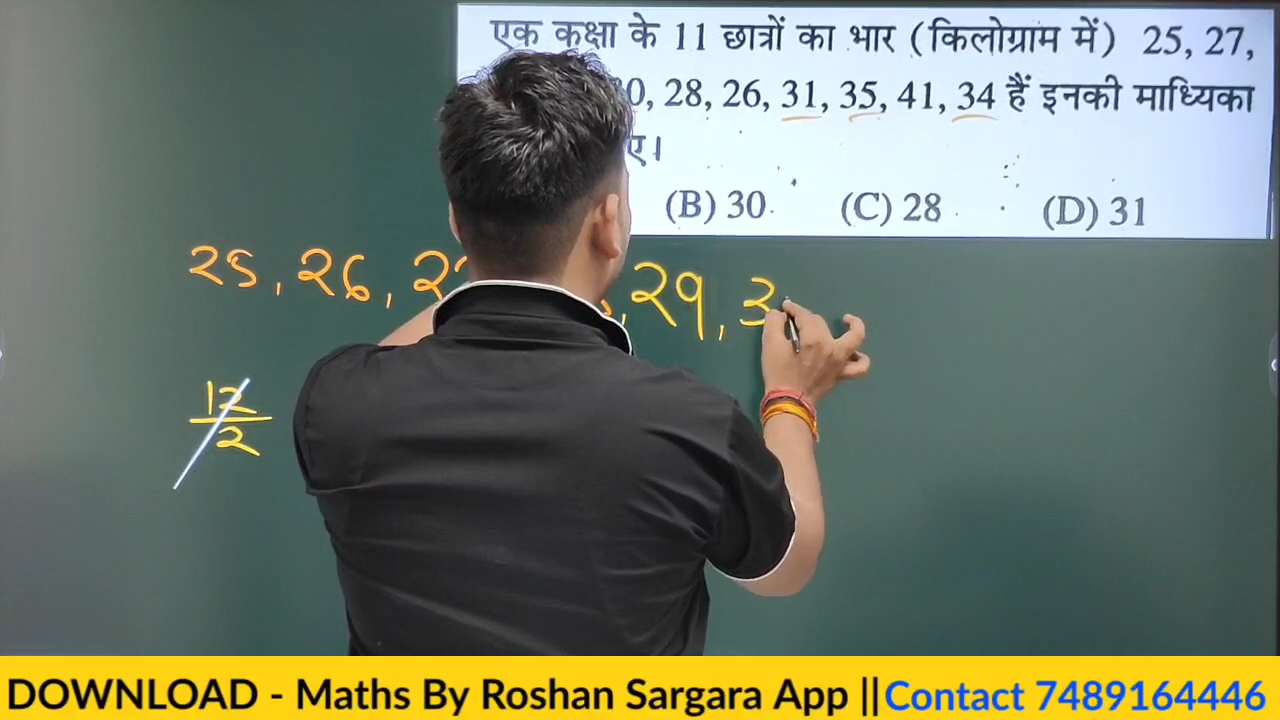 एक कक्षा के 11 छात्रों का भार (किलोग्राम में) 25, 27,
0, 28, 26, 31, 35, 41, 34 हैं इनकी माध्यिका
ए।
(B) 30 (C) 28 (D) 31
25, 26, 2 , 29, 3
12
2
DOWNLOAD - Maths By Roshan Sargara App || Contact 7489164446